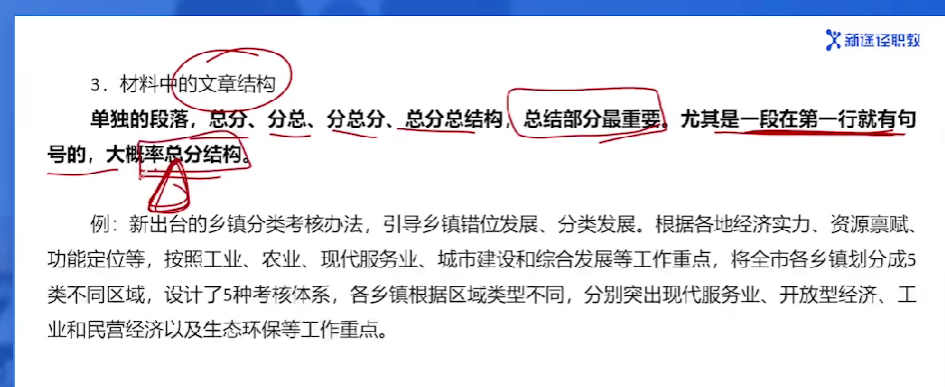 新途径职教
3. 材料中的文章结构
单独的段落，总分、分总、分总分、总分总结构，总结部分最重要。尤其是一段在第一行就有句
号的，大概率总分结构。
例：新出台的乡镇分类考核办法，引导乡镇错位发展、分类发展。根据各地经济实力、资源禀赋、
功能定位等，按照工业、农业、现代服务业、城市建设和综合发展等工作重点，将全市各乡镇划分成5
类不同区域，设计了5种考核体系，各乡镇根据区域类型不同，分别突出现代服务业、开放型经济、工
业和民营经济以及生态环保等工作重点。